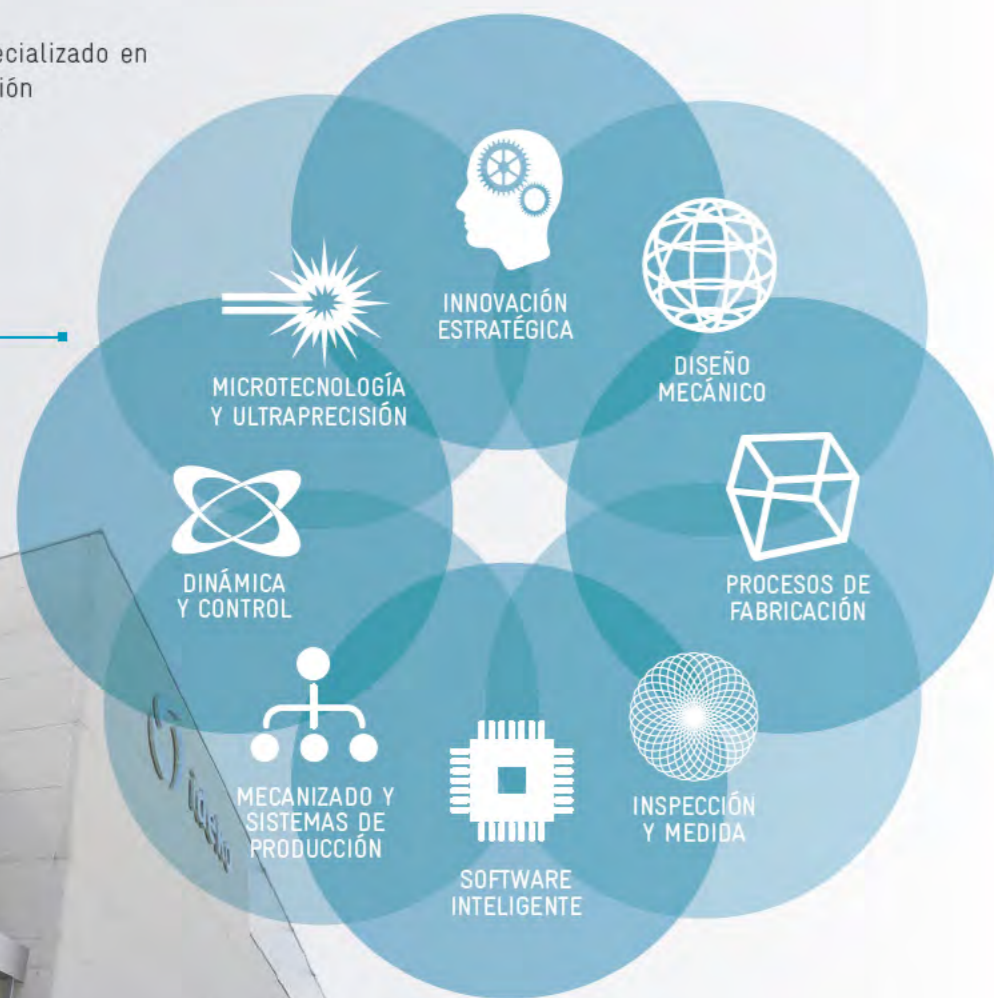 ecializado en
ión
INNOVACIÓN
ESTRATÉGICA
DISEÑO
MECÁNICO
MICROTECNOLOGÍA
Y ULTRAPRECISIÓN
DINÁMICA
Y CONTROL
PROCESOS DE
FABRICACIÓN
MECANIZADO Y
SISTEMAS DE
PRODUCCIÓN
INSPECCIÓN
Y MEDIDA
SOFTWARE
INTELIGENTE